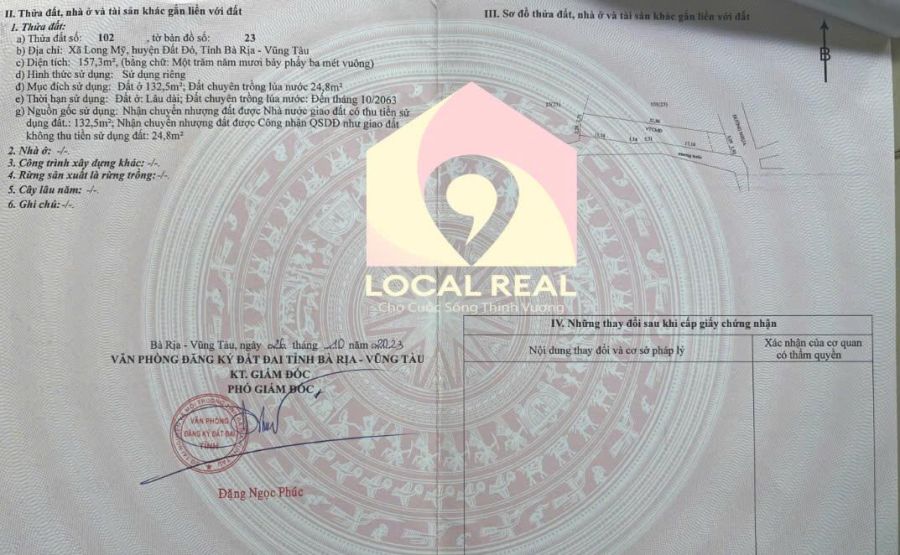 II. Thửa đất, nhà ở và tài sản khác gắn liền với đất
1. Thửa đất:
a) Thửa đất số: 102 , tờ bản đồ số: 23
b) Địa chỉ: Xã Long Mỹ, huyện Đất Đỏ, Tỉnh Bà Rịa - Vũng Tàu
c) Diện tích: 157,3m², (bằng chữ: Một trăm năm mươi bảy phẩy ba mét vuông)
d) Hình thức sử dụng: Sử dụng riêng
đ) Mục đích sử dụng: Đất ở 132,5m²; Đất chuyên trồng lúa nước 24,8m²
e) Thời hạn sử dụng: Đất ở: Lâu dài; Đất chuyên trồng lúa nước: Đến tháng 10/2063
g) Nguồn gốc sử dụng: Nhận chuyển nhượng đất được Nhà nước giao đất có thu tiền sử
dụng đất.: 132,5m²; Nhận chuyển nhượng đất được Công nhận QSDĐ như giao đất
không thu tiền sử dụng đất: 24,8m²
2. Nhà ở: -/-.
3. Công trình xây dựng khác: -/-.
4. Rừng sản xuất là rừng trồng:-/-.
5. Cây lâu năm: -/-.
6. Ghi chú:-/-.
Bà Rịa - Vũng Tàu, ngày 26 tháng 10 năm 2023
VĂN PHÒNG ĐĂNG KÝ ĐẤT ĐAI TỈNH BÀ RỊA - VŨNG TÀU
KT. GIÁM ĐỐC
PHÓ GIÁM ĐỐC
VĂN PHÒNG
ĐĂNG KÝ ĐẤT ĐAI
TỈNH
Đặng Ngọc Phúc
III. Sơ đồ thửa đất, nhà ở và tài sản khác gắn liền với đất
B
ĐƯỜNG NHỰA
LOCAL REAL
Cho Cuộc Sống Thịnh Vượng
IV. Những thay đổi sau khi cấp giấy chứng nhận
Nội dung thay đổi và cơ sở pháp lý
Xác nhận của cơ quan
có thẩm quyền